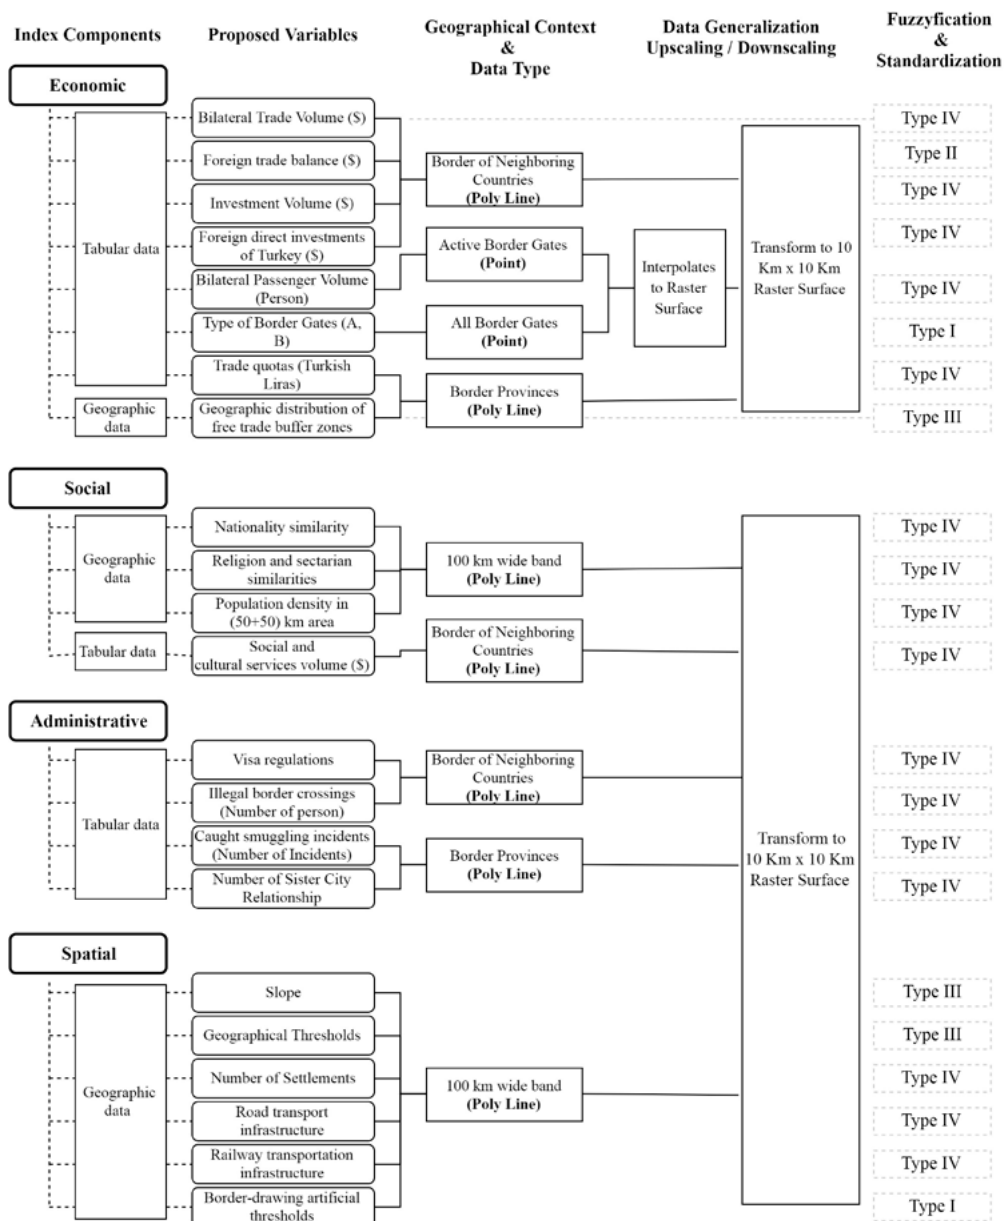 Index Components
Proposed Variables
Geographical Context
&
Data Type
Data Generalization
Upscaling / Downscaling
Fuzzyfication
&
Standardization
Economic
Tabular data
Geographic
data
Bilateral Trade Volume ($)
Foreign trade balance ($)
Investment Volume ($)
Foreign direct investments
of Turkey ($)
Bilateral Passenger Volume
(Person)
Type of Border Gates (A,
B)
Trade quotas (Turkish
Liras)
Geographic distribution of
free trade buffer zones
Border of Neighboring
Countries
(Poly Line)
Active Border Gates
(Point)
All Border Gates
(Point)
Border Provinces
(Poly Line)
Interpolates
to Raster
Surface
Transform to 10
Km x 10 Km
Raster Surface
Type IV
Type II
Type IV
Type IV
Type IV
Type I
Type IV
Type III
Social
Geographic
data
Tabular data
Nationality similarity
Religion and sectarian
similarities
Population density in
(50+50) km area
Social and
cultural services volume ($)
100 km wide band
(Poly Line)
Border of Neighboring
Countries
(Poly Line)
Type IV
Type IV
Type IV
Type IV
Administrative
Tabular data
Visa regulations
Illegal border crossings
(Number of person)
Caught smuggling incidents
(Number of Incidents)
Number of Sister City
Relationship
Border of Neighboring
Countries
(Poly Line)
Border Provinces
(Poly Line)
Transform to
10 Km x 10 Km
Raster Surface
Type IV
Type IV
Type IV
Type IV
Spatial
Geographic
data
Slope
Geographical Thresholds
Number of Settlements
Road transport
infrastructure
Railway transportation
infrastructure
Border-drawing artificial
thresholds
100 km wide band
(Poly Line)
Type III
Type III
Type IV
Type IV
Type IV
Type I